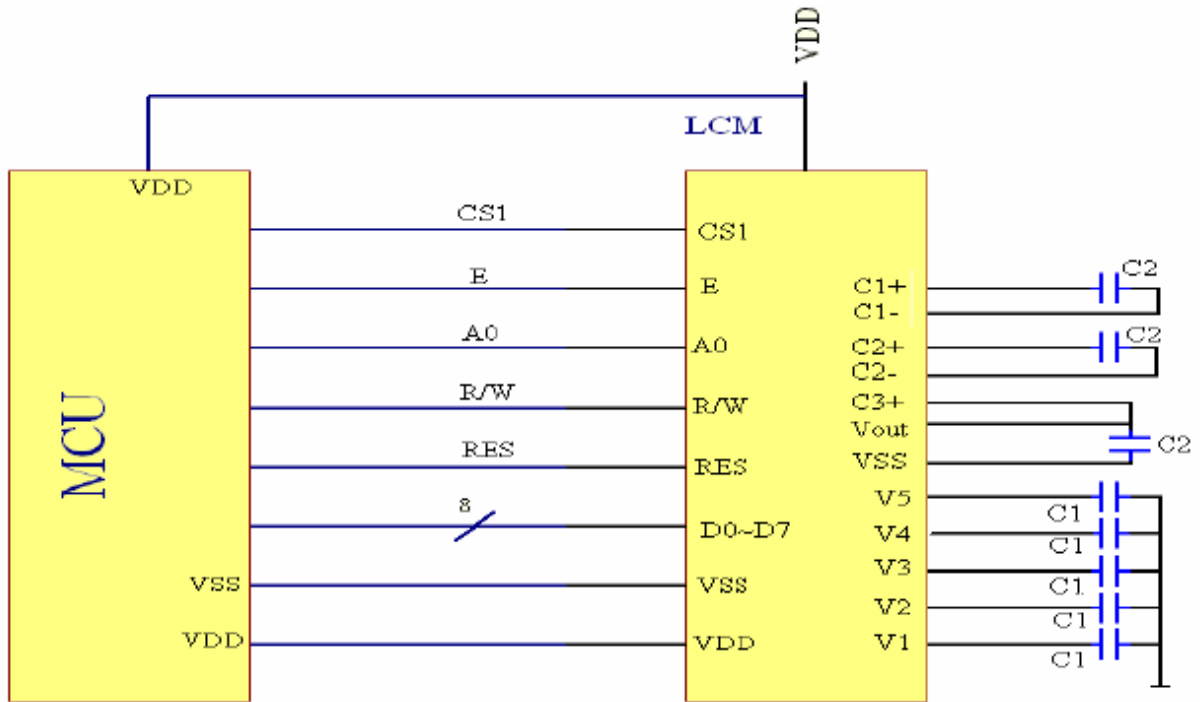 VDD
LCM
VDD
MCU
VSS
VDD
CS1
E
A0
R/W
RES
8
CS1
E
A0
R/W
RES
D0~D7
VSS
VDD
C1+
C1-
C2+
C2-
C3+
Vout
VSS
V5
V4
V3
V2
V1
C2
C2
C2
C1
C1
C1
C1
C1